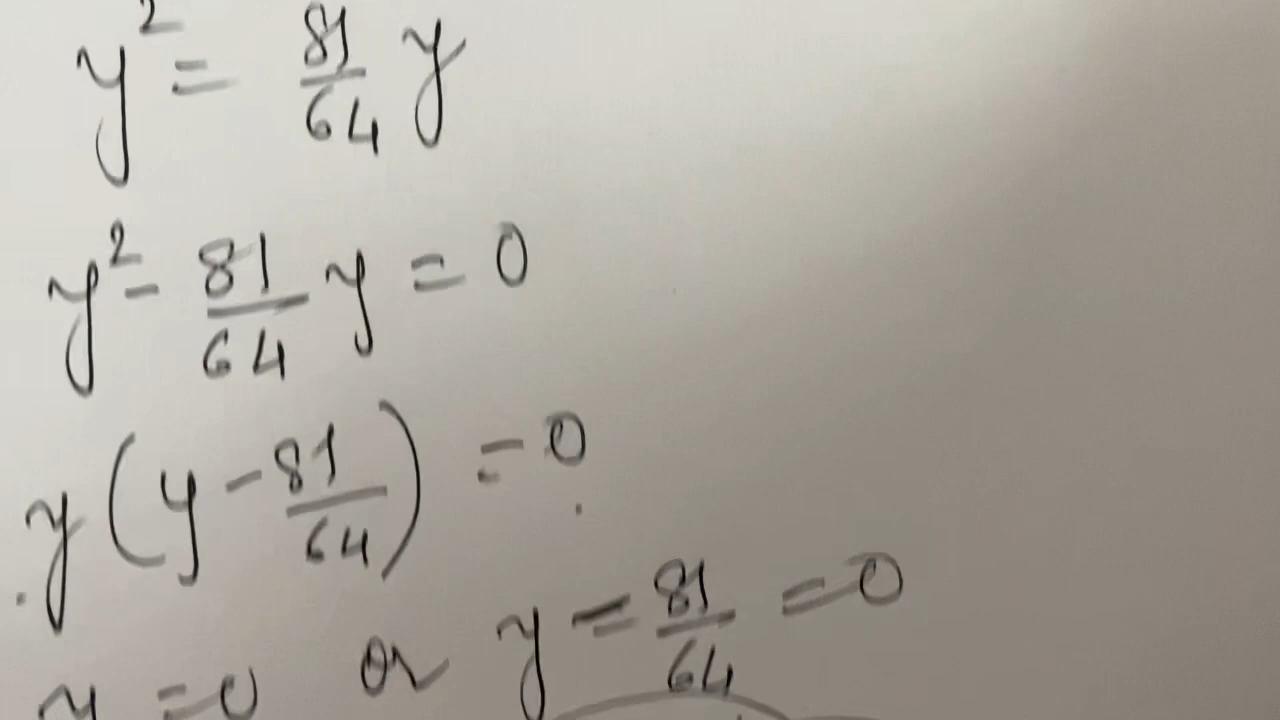 y² = 81/64 y
y² - 81/64 y = 0
y(y - 81/64) = 0
y = 0 or y = 81/64 = 0